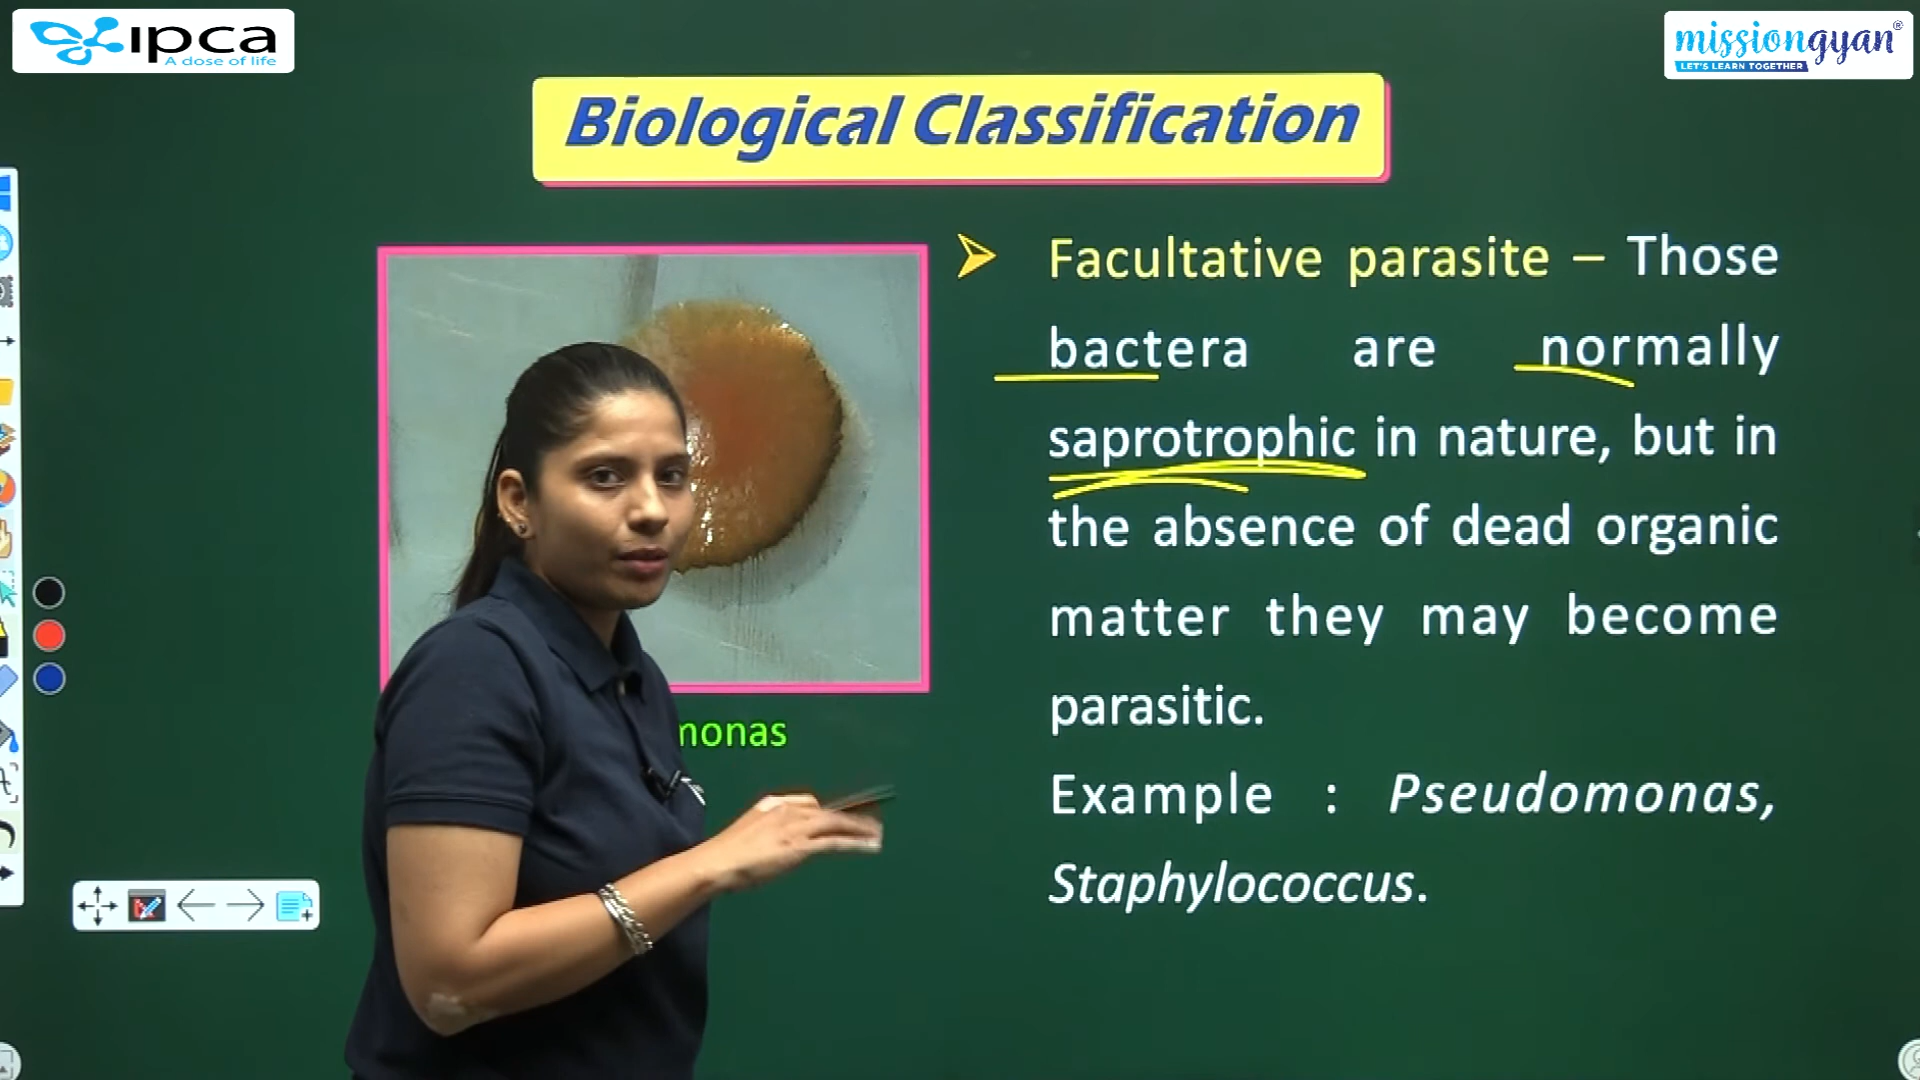 ipca
A dose of life
missiongyan®
LET'S LEARN TOGETHER
Biological Classification
Facultative parasite – Those
bactera are normally
saprotrophic in nature, but in
the absence of dead organic
matter they may become
parasitic.
Example : Pseudomonas,
Staphylococcus.
monas